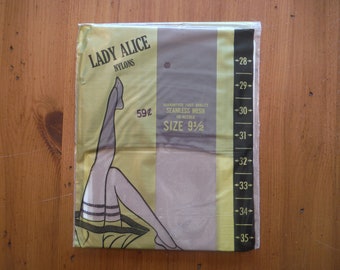 LADY ALICE
NYLONS
59¢
SEAMLESS MESH
SIZE 9½
28
29
30
31
32
33
34
35